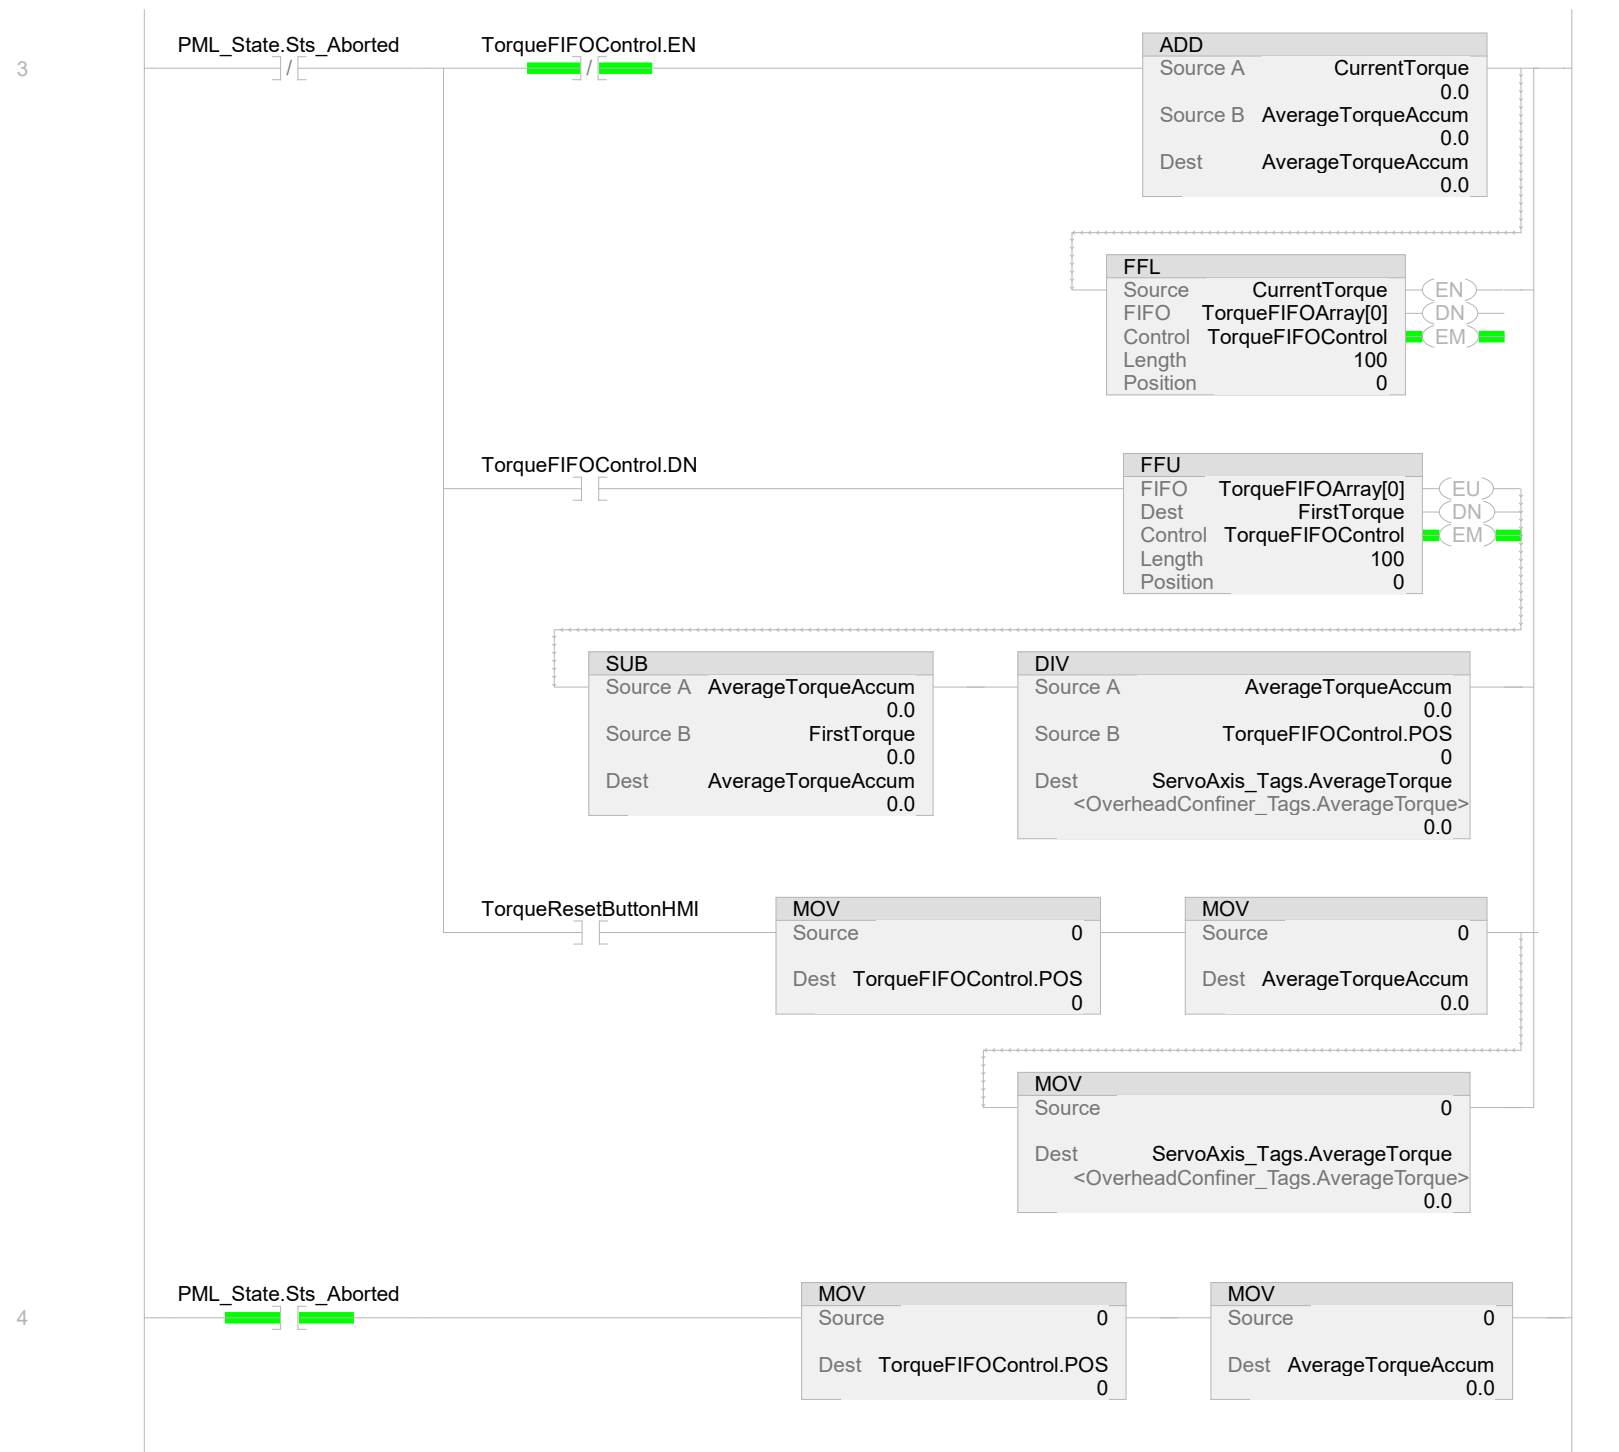 3
PML_State.Sts_Aborted
/
TorqueFIFOControl.EN
/
ADD
Source A CurrentTorque
0.0
Source B AverageTorqueAccum
0.0
Dest AverageTorqueAccum
0.0
FFL
Source CurrentTorque
FIFO TorqueFIFOArray[0]
Control TorqueFIFOControl
Length 100
Position 0
EN
DN
EM
TorqueFIFOControl.DN
FFU
FIFO TorqueFIFOArray[0]
Dest FirstTorque
Control TorqueFIFOControl
Length 100
Position 0
EU
DN
EM
SUB
Source A AverageTorqueAccum
0.0
Source B FirstTorque
0.0
Dest AverageTorqueAccum
0.0
DIV
Source A AverageTorqueAccum
0.0
Source B TorqueFIFOControl.POS
0
Dest ServoAxis_Tags.AverageTorque
<OverheadConfiner_Tags.AverageTorque>
0.0
TorqueResetButtonHMI
MOV
Source 0
Dest TorqueFIFOControl.POS
0
MOV
Source 0
Dest AverageTorqueAccum
0.0
MOV
Source 0
Dest ServoAxis_Tags.AverageTorque
<OverheadConfiner_Tags.AverageTorque>
0.0
4
PML_State.Sts_Aborted
MOV
Source 0
Dest TorqueFIFOControl.POS
0
MOV
Source 0
Dest AverageTorqueAccum
0.0